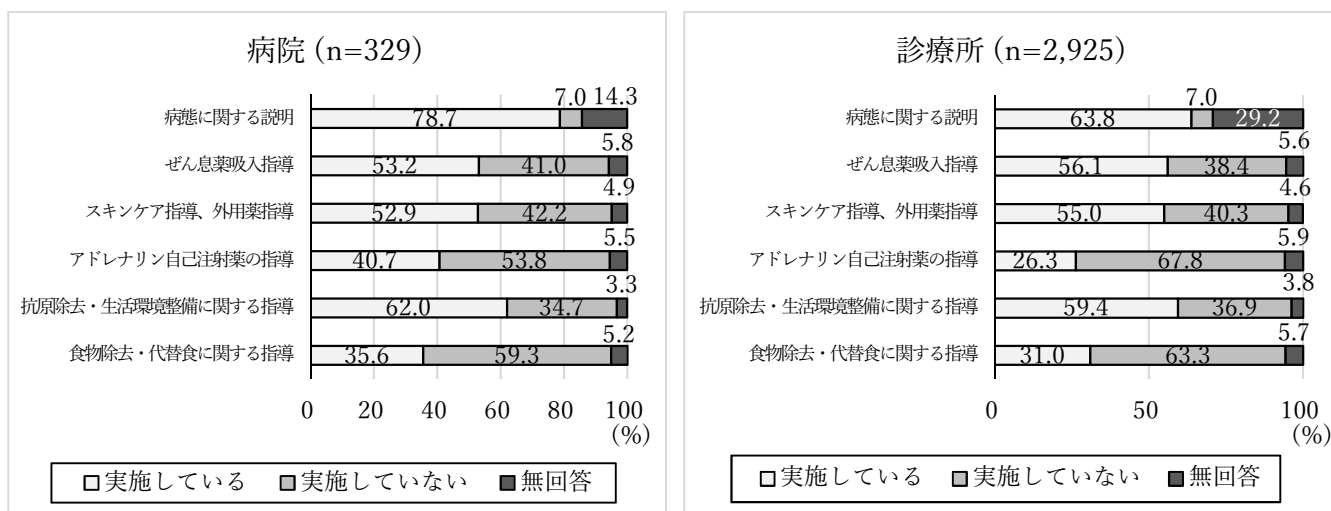 病院 (n=329)
7.0 14.3
病態に関する説明 78.7
5.8
ぜん息薬吸入指導 53.2 41.0
4.9
スキンケア指導、外用薬指導 52.9 42.2
5.5
アドレナリン自己注射薬の指導 40.7 53.8
3.3
抗原除去・生活環境整備に関する指導 62.0 34.7
5.2
食物除去・代替食に関する指導 35.6 59.3
0 20 40 60 80 100
(%)
実施している 実施していない 無回答
診療所 (n=2,925)
7.0
病態に関する説明 63.8 29.2
5.6
ぜん息薬吸入指導 56.1 38.4
4.6
スキンケア指導、外用薬指導 55.0 40.3
5.9
アドレナリン自己注射薬の指導 26.3 67.8
3.8
抗原除去・生活環境整備に関する指導 59.4 36.9
5.7
食物除去・代替食に関する指導 31.0 63.3
0 50 100
(%)
実施している 実施していない 無回答